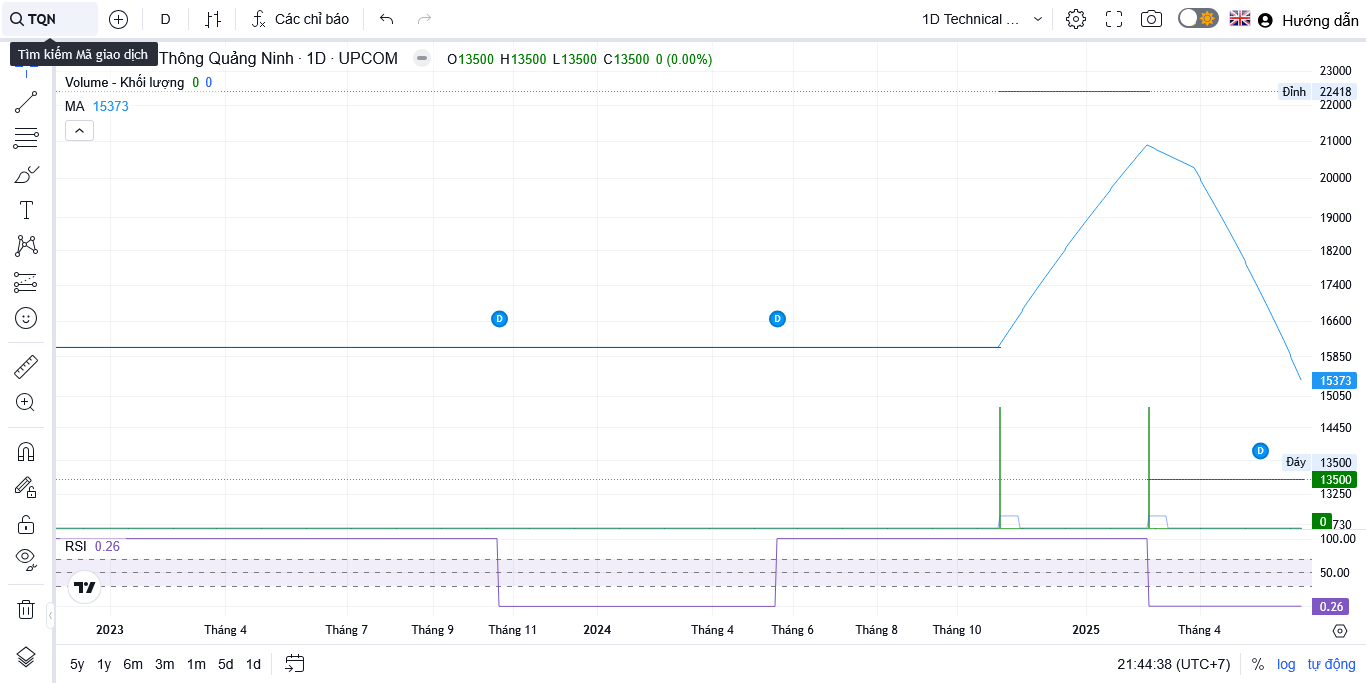 TQN
D
Các chỉ báo
1D Technical ...
Hướng dẫn
Tìm kiếm Mã giao dịch
Thông Quảng Ninh · 1D · UPCOM
O13500 H13500 L13500 C13500 0 (0.00%)
Volume - Khối lượng 0 0
MA 15373
23000
Đỉnh 22418
22000
21000
20000
19000
18200
17400
16600
D D
15850
15373
15050
14450
D
Đáy 13500
13500
13250
0
730
RSI 0.26
100.00
50.00
0.26
2023 Tháng 4 Tháng 7 Tháng 9 Tháng 11 2024 Tháng 4 Tháng 6 Tháng 8 Tháng 10 2025 Tháng 4
5y 1y 6m 3m 1m 5d 1d
21:44:38 (UTC+7) % log tự động